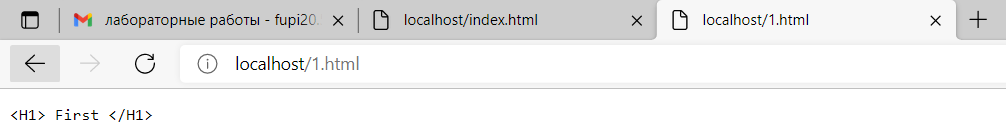 лабораторные работы - fupi20
localhost/index.html
localhost/1.html
localhost/1.html
<H1> First </H1>